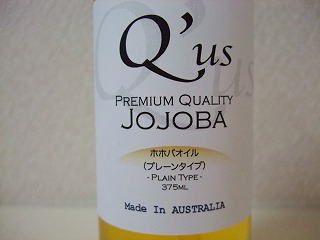 Q'us
PREMIUM QUALITY
JOJOBA
ホホバオイル
(プレーンタイプ)
- PLAIN TYPE -
375ML
Made In AUSTRALIA